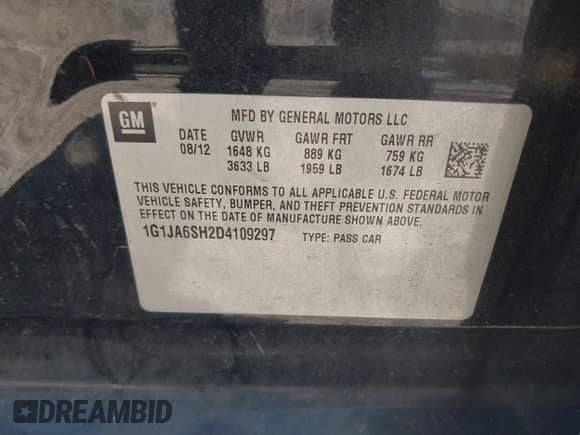 GM
MFD BY GENERAL MOTORS LLC
DATE GVWR GAWR FRT GAWR RR
08/12 1648 KG 889 KG 759 KG
3633 LB 1959 LB 1674 LB
THIS VEHICLE CONFORMS TO ALL APPLICABLE U.S. FEDERAL MOTOR
VEHICLE SAFETY, BUMPER, AND THEFT PREVENTION STANDARDS IN
EFFECT ON THE DATE OF MANUFACTURE SHOWN ABOVE.
1G1JA6SH2D4109297 TYPE: PASS CAR
DREAMBID